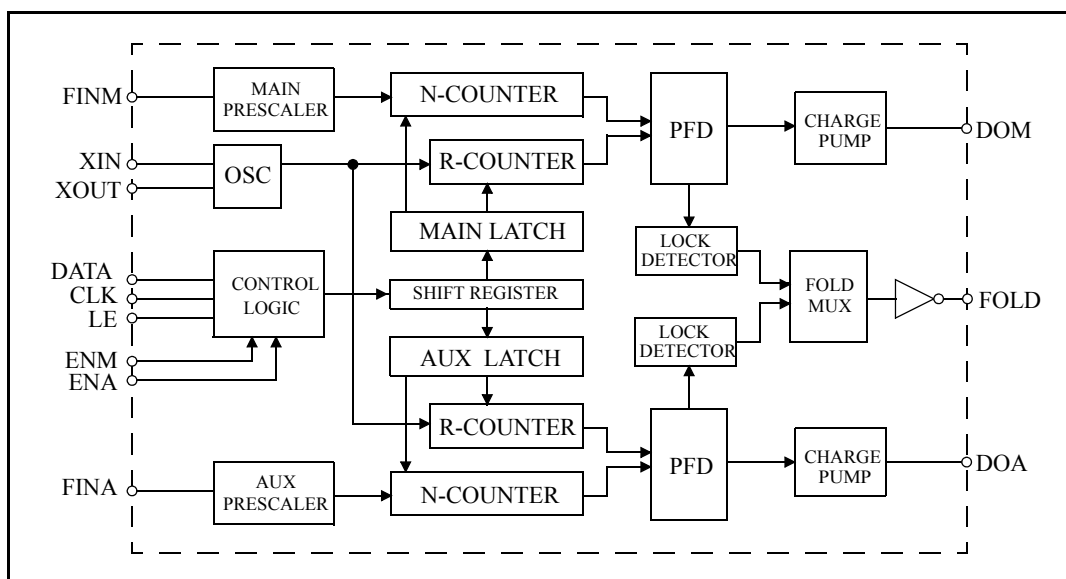 FINM
MAIN
PRESCALER
N-COUNTER
PFD
CHARGE
PUMP
DOM
XIN
XOUT
OSC
R-COUNTER
MAIN LATCH
LOCK
DETECTOR
DATA
CLK
LE
CONTROL
LOGIC
SHIFT REGISTER
FOLD
MUX
FOLD
ENM
ENA
AUX LATCH
LOCK
DETECTOR
R-COUNTER
PFD
CHARGE
PUMP
DOA
FINA
AUX
PRESCALER
N-COUNTER